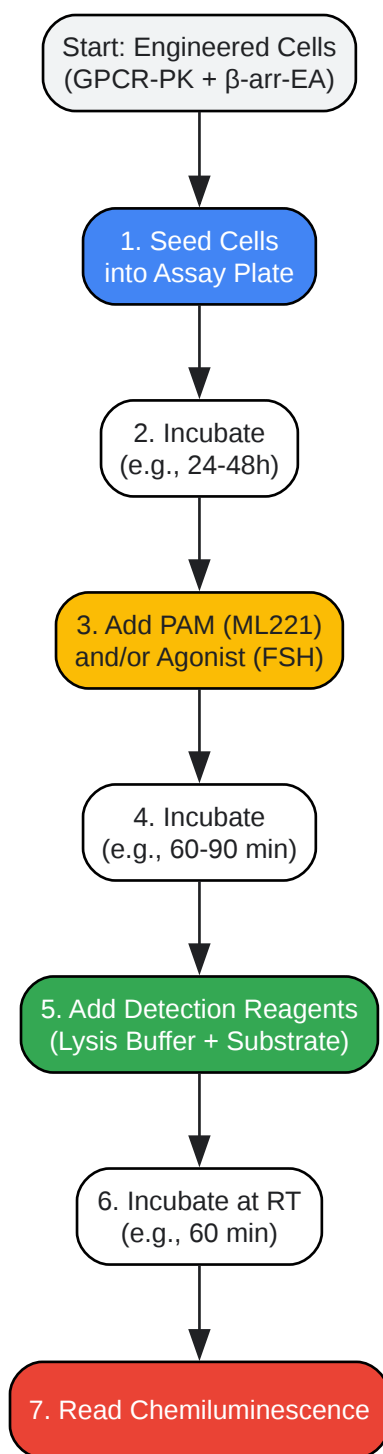 Start: Engineered Cells
(GPCR-PK + β-arr-EA)
1. Seed Cells
into Assay Plate
2. Incubate
(e.g., 24-48h)
3. Add PAM (ML221)
and/or Agonist (FSH)
4. Incubate
(e.g., 60-90 min)
5. Add Detection Reagents
(Lysis Buffer + Substrate)
6. Incubate at RT
(e.g., 60 min)
7. Read Chemiluminescence